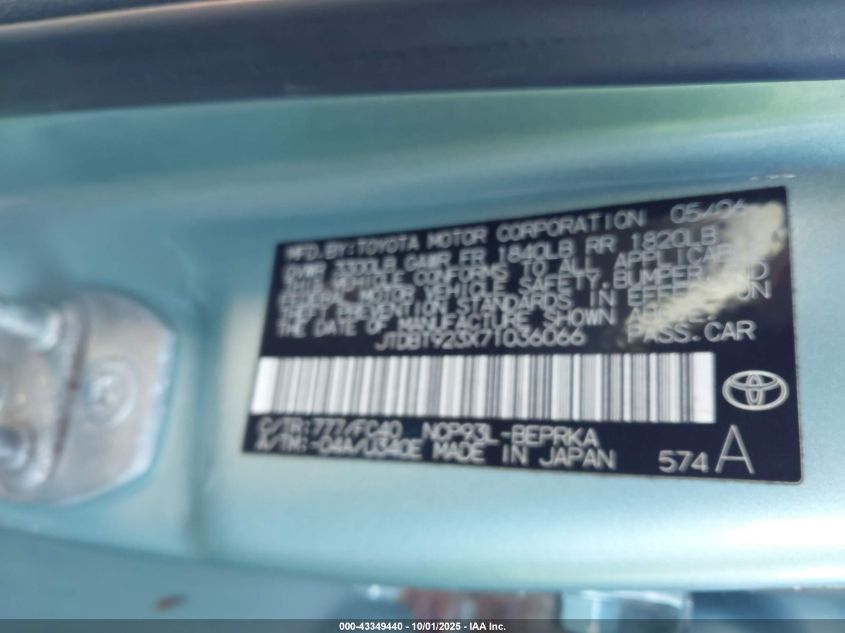 MFD.BY:TOYOTA MOTOR CORPORATION 05/06
GVWR 3300LB GAWR FR 1840LB RR 1820LB
THIS VEHICLE CONFORMS TO ALL APPLICABLE
FEDERAL MOTOR VEHICLE SAFETY, BUMPER, AND
THEFT PREVENTION STANDARDS IN EFFECT ON
THE DATE OF MANUFACTURE SHOWN ABOVE.
JTDBT923X71036066 PASS.CAR
C/TR:777/FC40 NCP93L-BEPRKA
A/TM:-04A/U340E MADE IN JAPAN 574 A
000-43349440 - 10/01/2025 - IAA Inc.